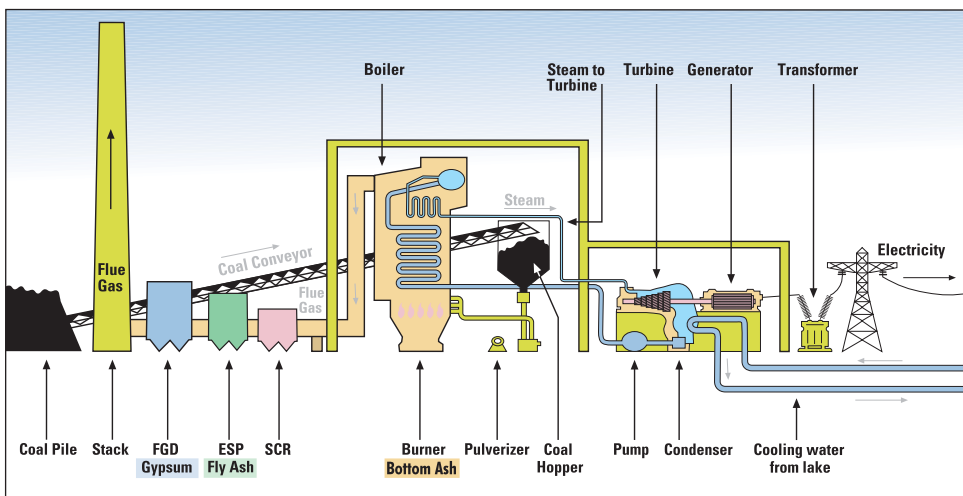 Boiler
Steam to
Turbine
Turbine
Generator
Transformer
Steam
Electricity
Coal Conveyor
Flue
Gas
Flue
Gas
Coal Pile
Stack
FGD
Gypsum
ESP
Fly Ash
SCR
Burner
Bottom Ash
Pulverizer
Coal
Hopper
Pump
Condenser
Cooling water
from lake